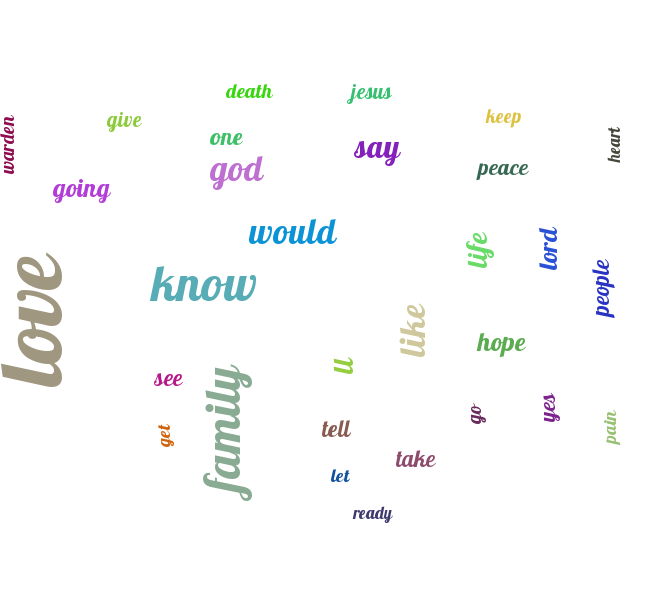 death
jesus
give
keep
warden
one
say
heart
god
peace
going
would
life
lord
know
people
love
like
hope
ll
see
family
go
yes
get
tell
pain
take
let
ready